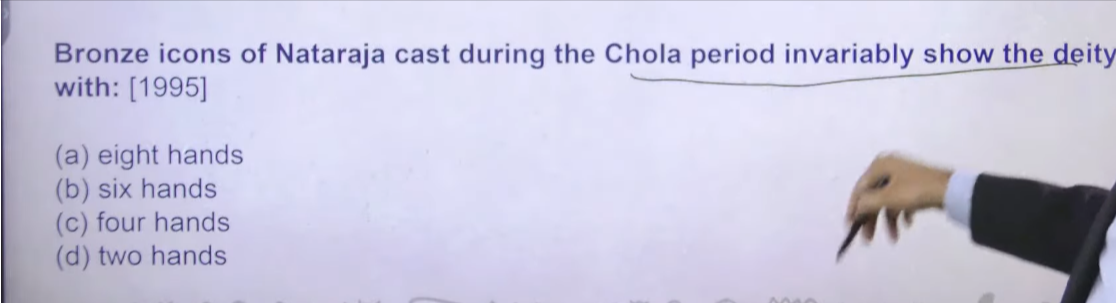 Bronze icons of Nataraja cast during the Chola period invariably show the deity
with: [1995]
(a) eight hands
(b) six hands
(c) four hands
(d) two hands